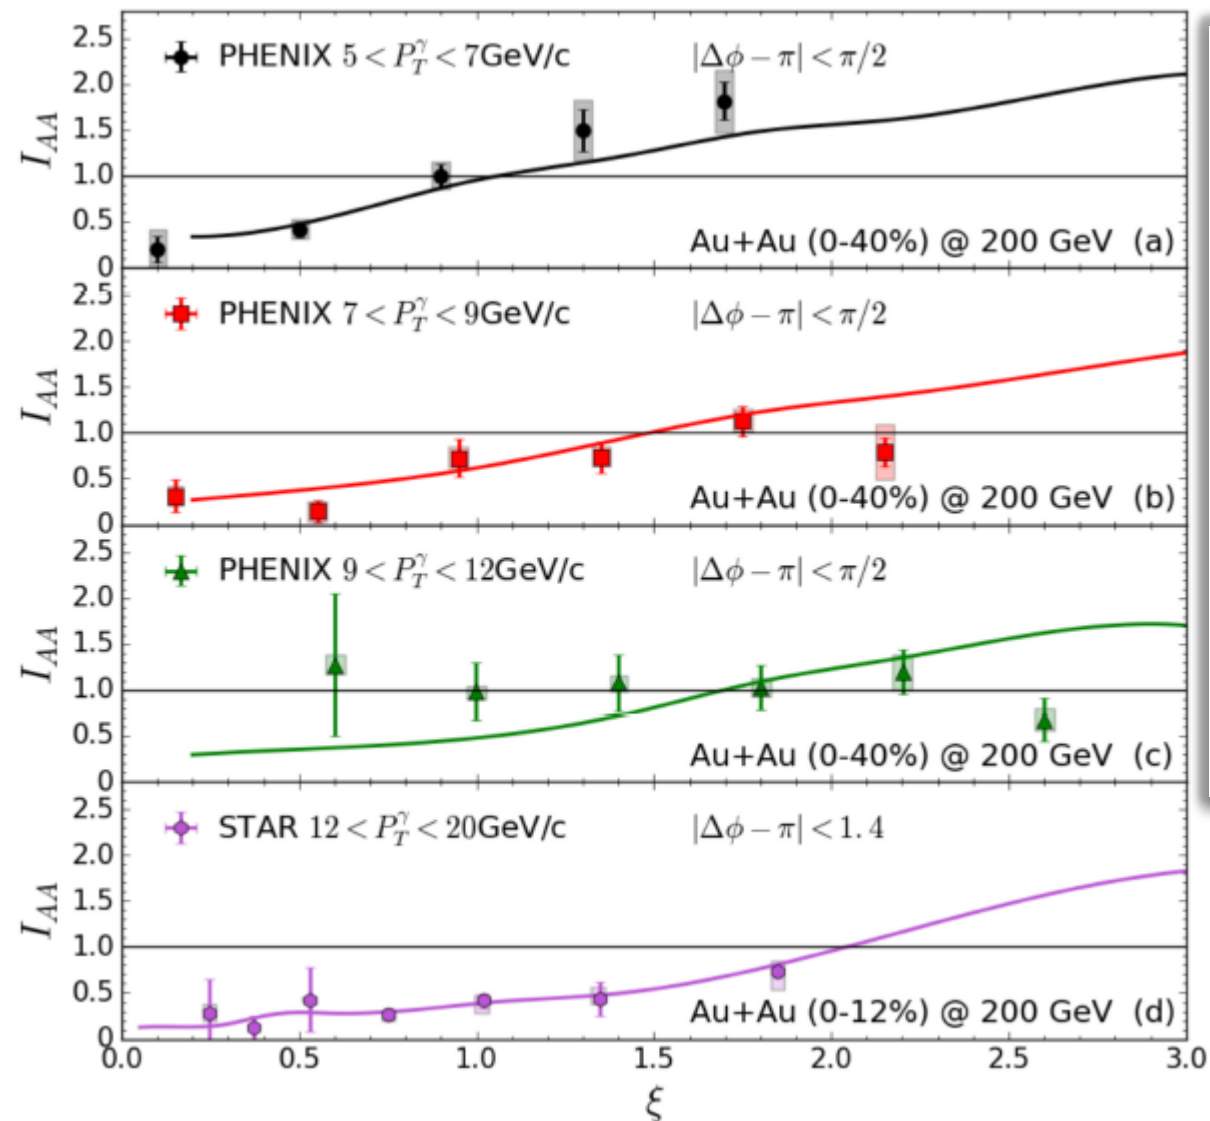 PHENIX 5 < P_T^γ < 7GeV/c |Δϕ − π| < π/2
2.5
2.0
1.5
1.0
0.5
0
I_AA
Au+Au (0-40%) @ 200 GeV (a)
PHENIX 7 < P_T^γ < 9GeV/c |Δϕ − π| < π/2
2.5
2.0
1.5
1.0
0.5
0
I_AA
Au+Au (0-40%) @ 200 GeV (b)
PHENIX 9 < P_T^γ < 12GeV/c |Δϕ − π| < π/2
2.5
2.0
1.5
1.0
0.5
0
I_AA
Au+Au (0-40%) @ 200 GeV (c)
STAR 12 < P_T^γ < 20GeV/c |Δϕ − π| < 1.4
2.5
2.0
1.5
1.0
0.5
0
I_AA
Au+Au (0-12%) @ 200 GeV (d)
0.0 0.5 1.0 1.5 2.0 2.5 3.0
ξ